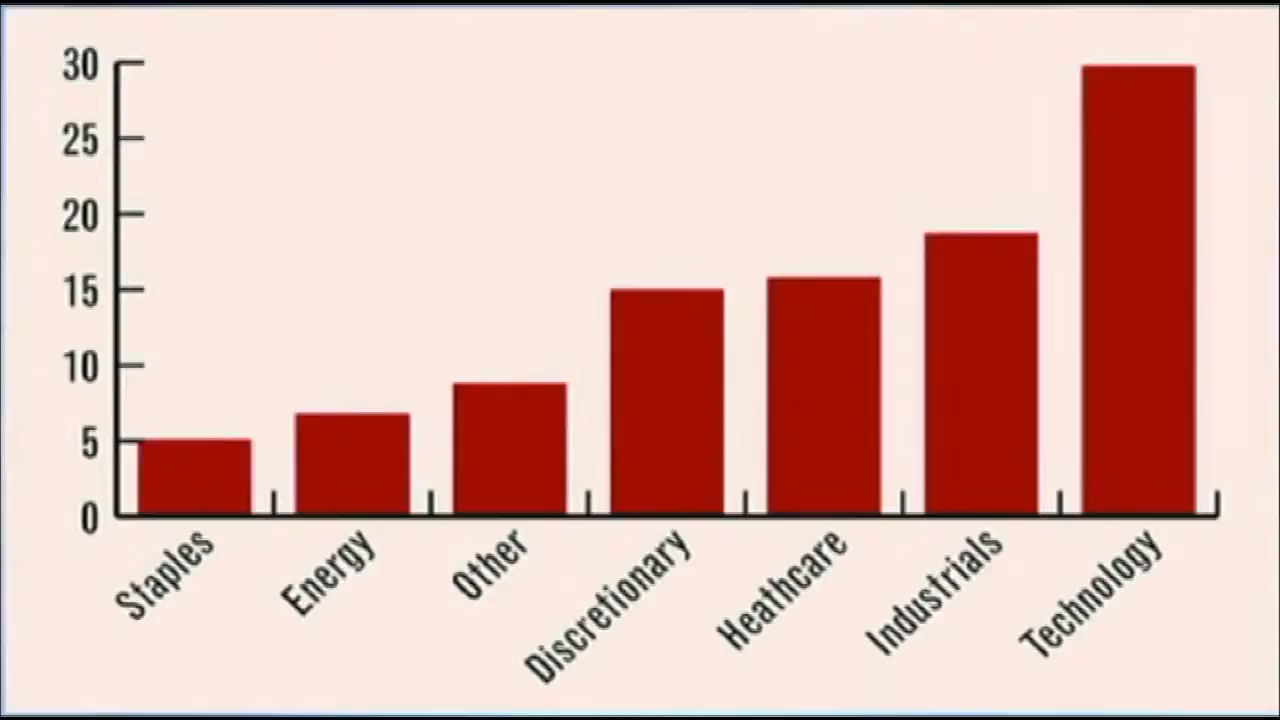 30
25
20
15
10
5
0
Staples
Energy
Other
Discretionary
Heathcare
Industrials
Technology